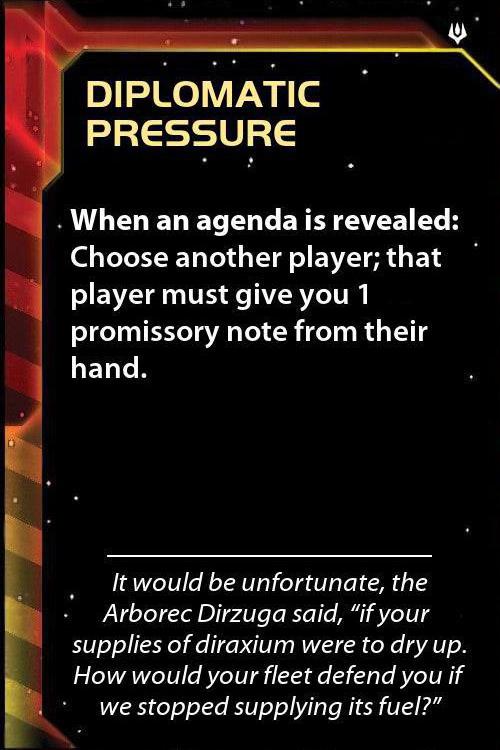 DIPLOMATIC
PRESSURE
When an agenda is revealed:
Choose another player; that
player must give you 1
promissory note from their
hand.
It would be unfortunate, the
Arborec Dirzuga said, “if your
supplies of diraxium were to dry up.
How would your fleet defend you if
we stopped supplying its fuel?”